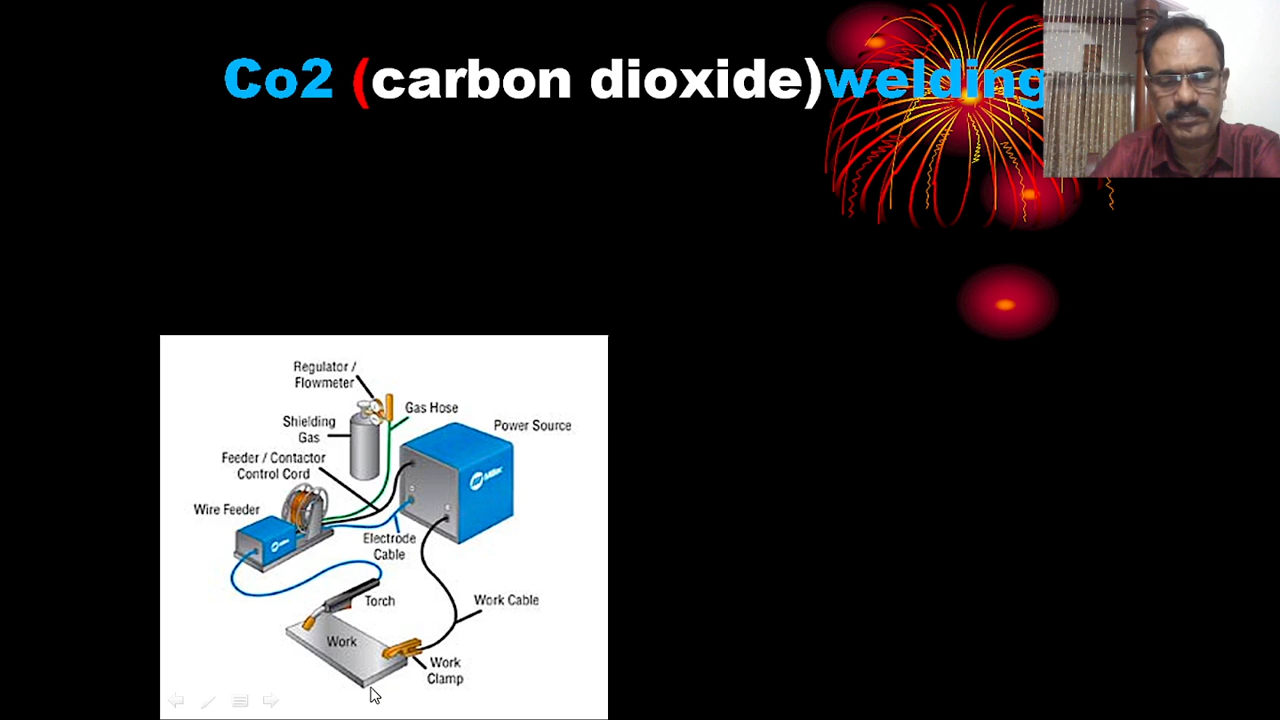 Co2 (carbon dioxide)welding
Regulator /
Flowmeter
Gas Hose
Shielding
Gas
Power Source
Feeder / Contactor
Control Cord
Miller
Wire Feeder
Electrode
Cable
Torch
Work Cable
Work
Work
Clamp